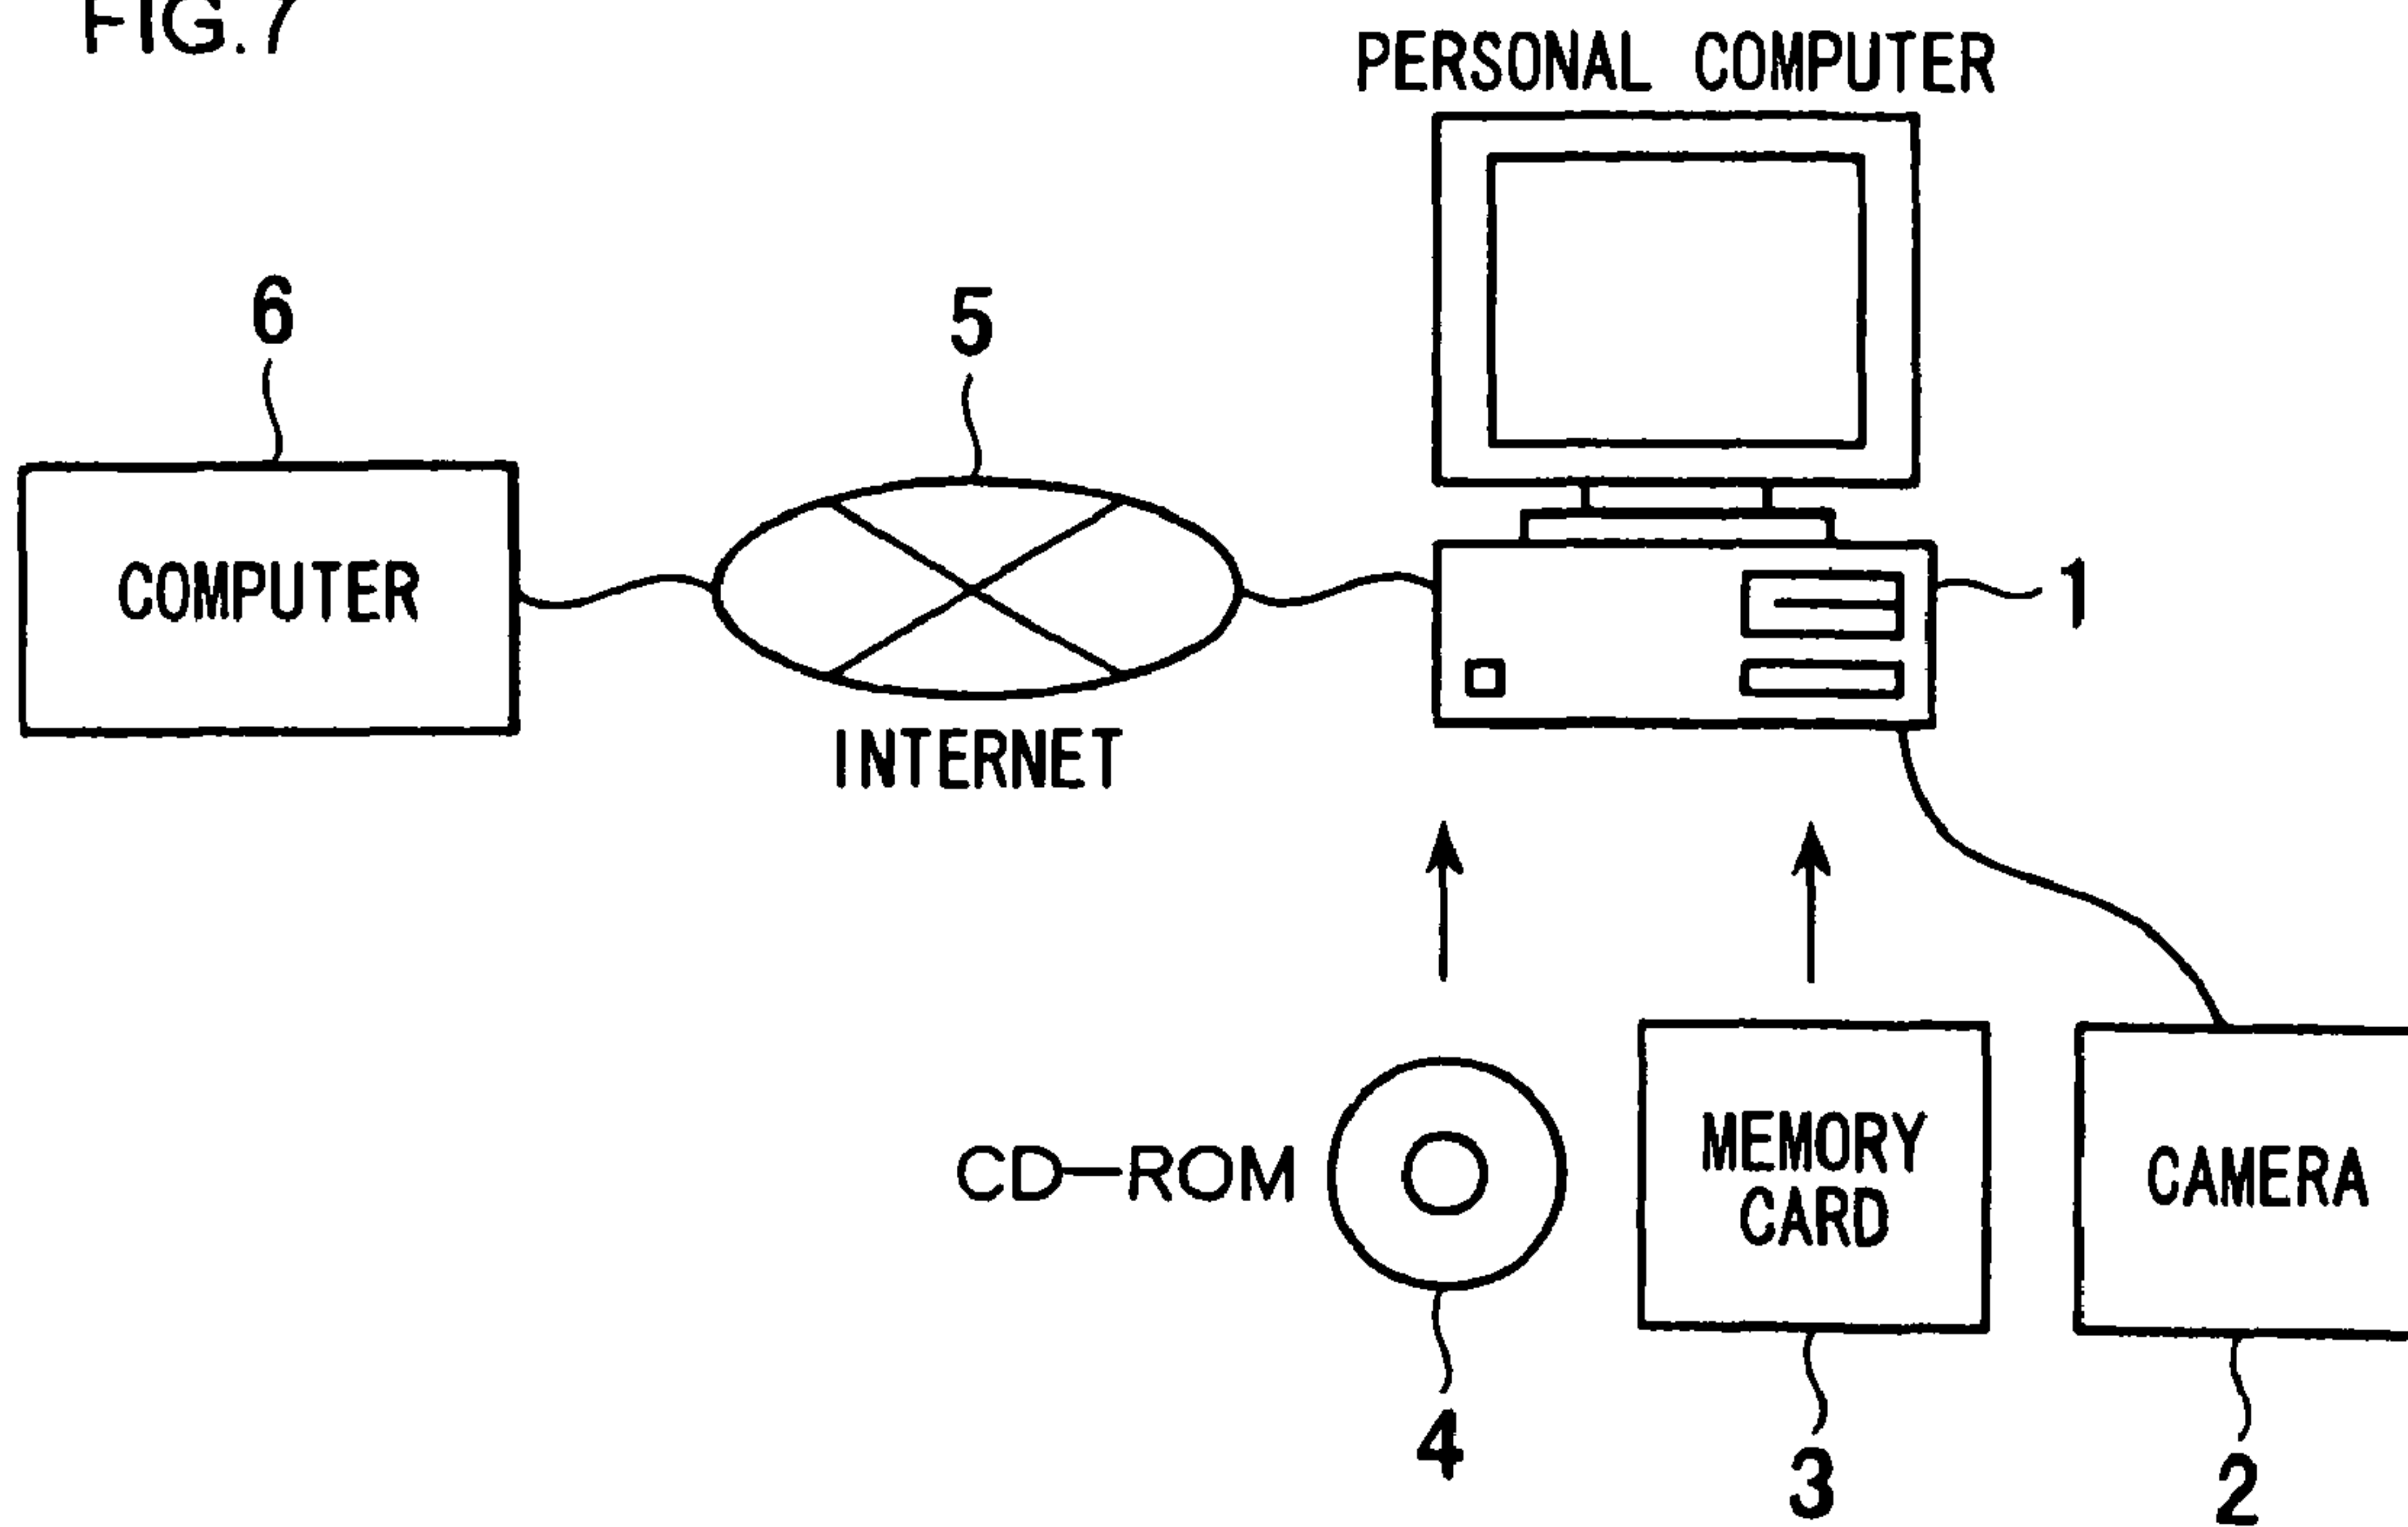 FIG.7
PERSONAL COMPUTER
6
5
COMPUTER
1
INTERNET
CD-ROM
MEMORY
CARD
CAMERA
4
3
2